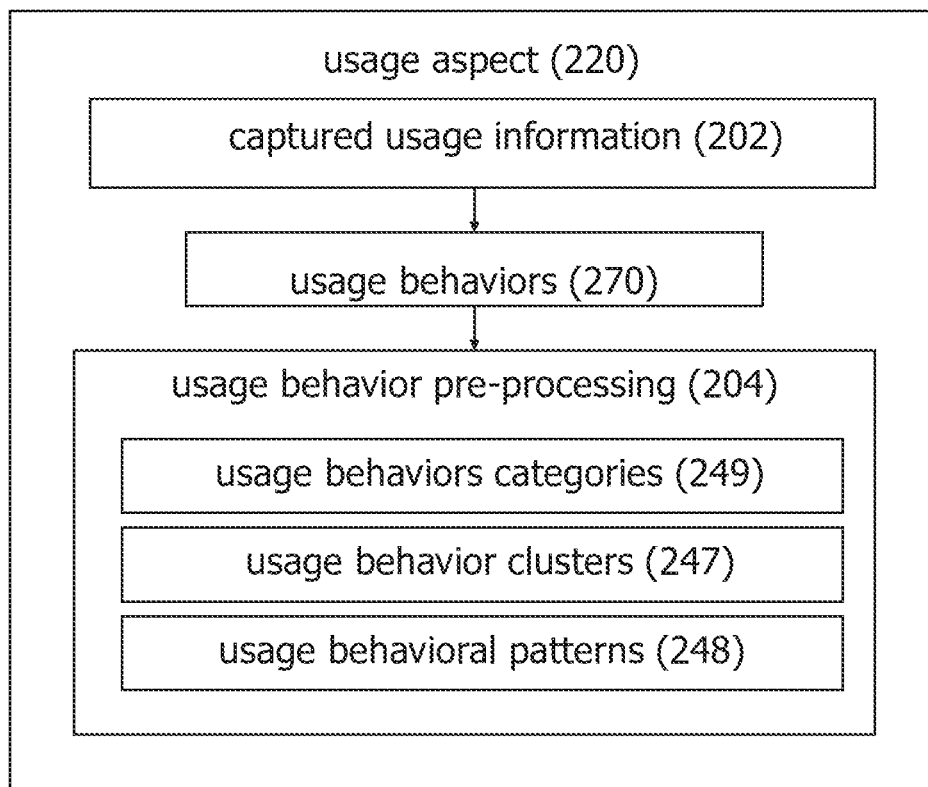 usage aspect (220)
captured usage information (202)
usage behaviors (270)
usage behavior pre-processing (204)
usage behaviors categories (249)
usage behavior clusters (247)
usage behavioral patterns (248)